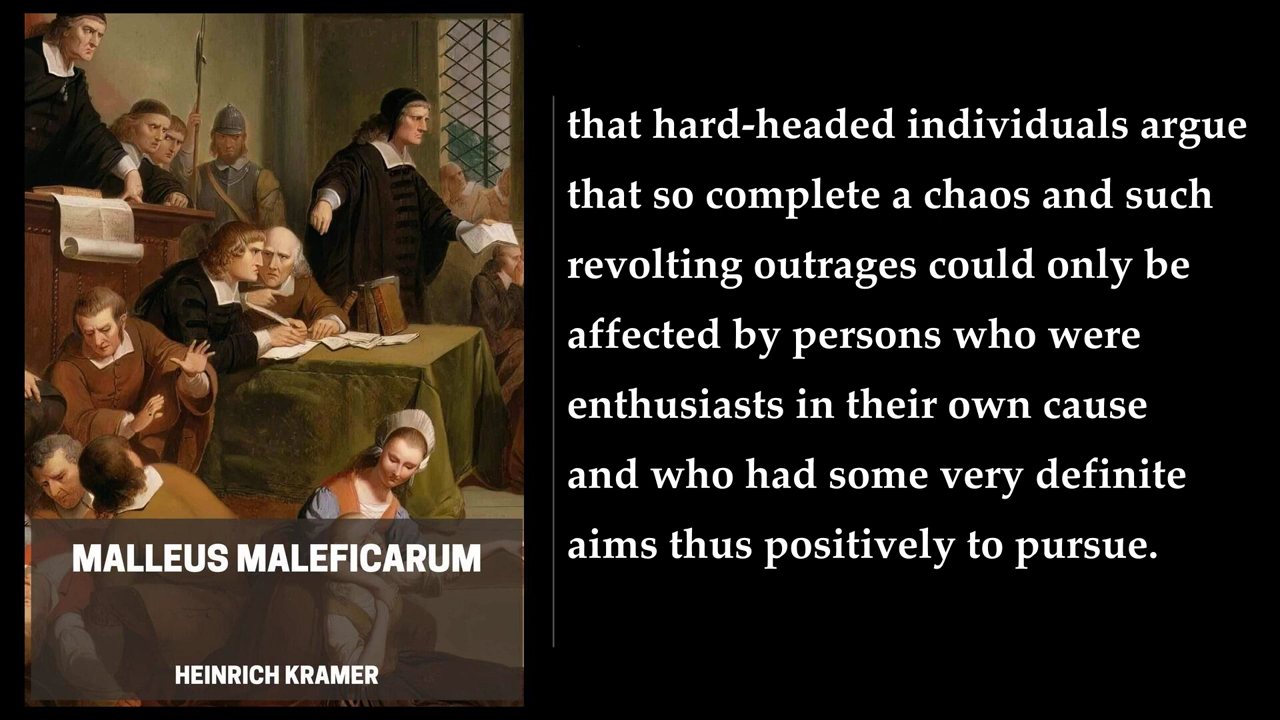 MALLEUS MALEFICARUM
HEINRICH KRAMER
that hard-headed individuals argue
that so complete a chaos and such
revolting outrages could only be
affected by persons who were
enthusiasts in their own cause
and who had some very definite
aims thus positively to pursue.